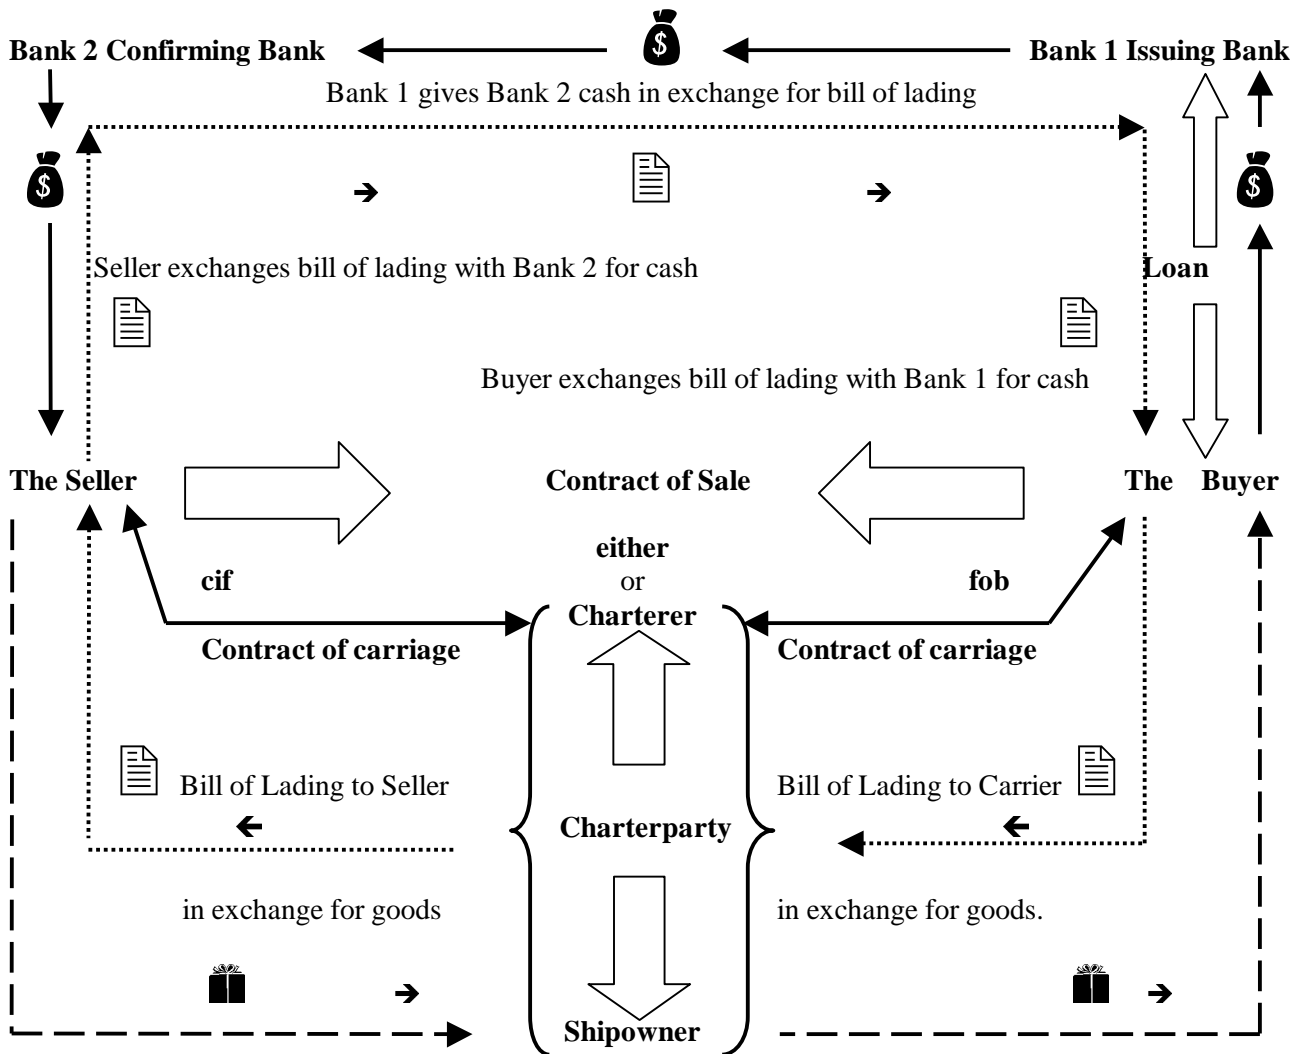 Bank 2 Confirming Bank
Bank 1 Issuing Bank
$
Bank 1 gives Bank 2 cash in exchange for bill of lading
$
$
Seller exchanges bill of lading with Bank 2 for cash
Loan
Buyer exchanges bill of lading with Bank 1 for cash
The Seller
Contract of Sale
The Buyer
either
cif
or
fob
Charterer
Contract of carriage
Contract of carriage
Bill of Lading to Seller
Bill of Lading to Carrier
Charterparty
in exchange for goods
in exchange for goods.
Shipowner